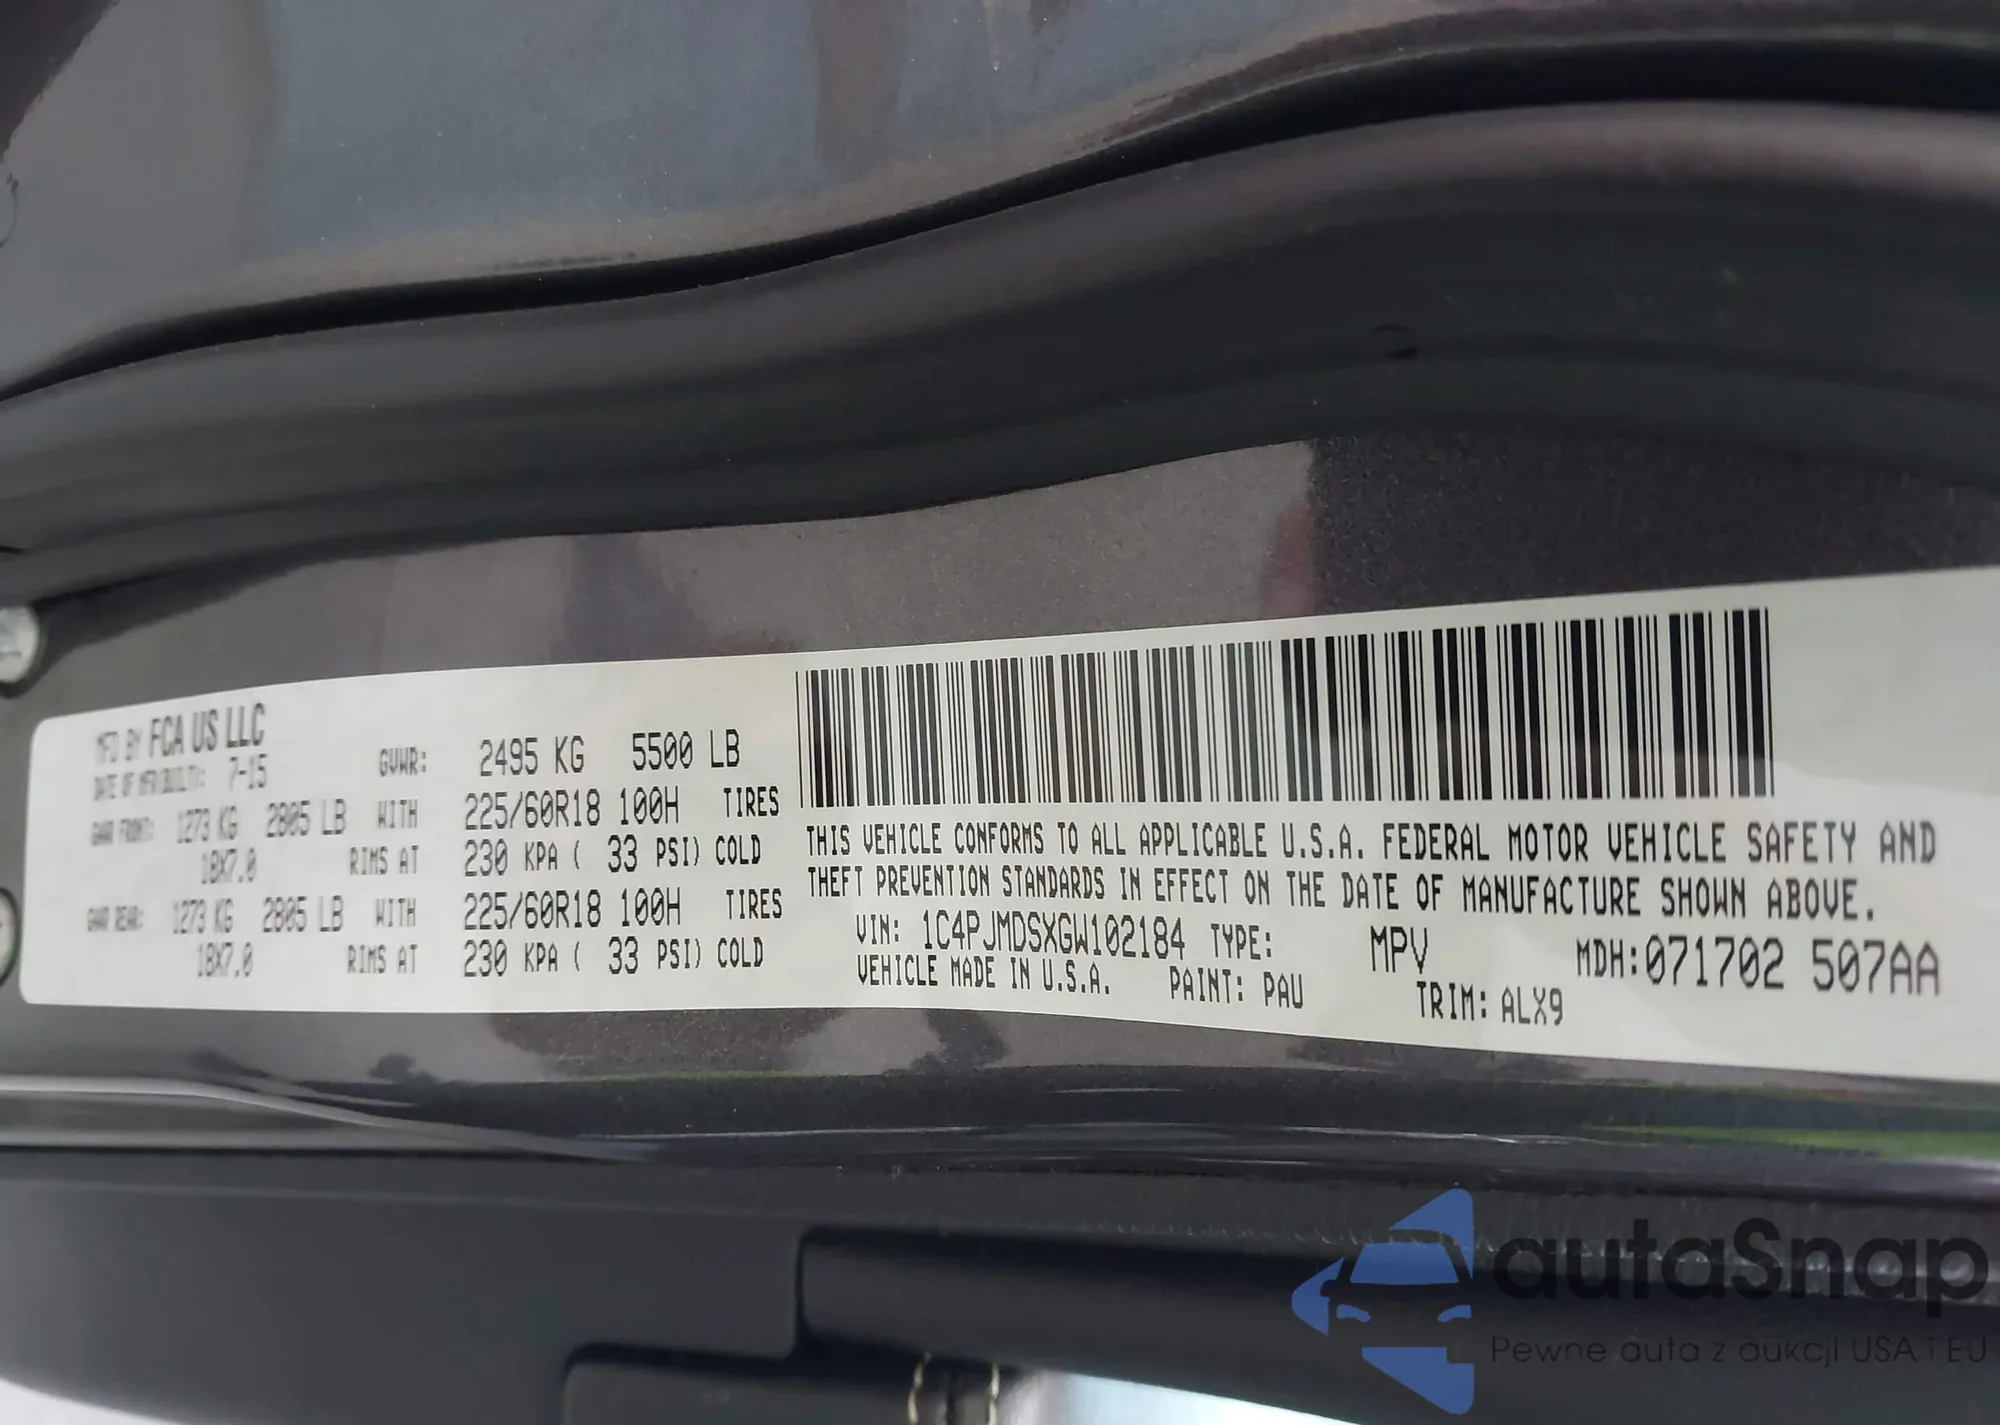 MFD BY FCA US LLC
DATE OF MFR(BUILT): 7-15 GVWR: 2495 KG 5500 LB
GAWR FRONT: 1273 KG 2805 LB WITH 225/60R18 100H TIRES
18X7.0 RIMS AT 230 KPA ( 33 PSI) COLD
GAWR REAR: 1273 KG 2805 LB WITH 225/60R18 100H TIRES
18X7.0 RIMS AT 230 KPA ( 33 PSI) COLD
THIS VEHICLE CONFORMS TO ALL APPLICABLE U.S.A. FEDERAL MOTOR VEHICLE SAFETY AND
THEFT PREVENTION STANDARDS IN EFFECT ON THE DATE OF MANUFACTURE SHOWN ABOVE.
VIN: 1C4PJMDSXGW102184 TYPE: MPV MDH:071702 507AA
VEHICLE MADE IN U.S.A. PAINT: PAU TRIM: ALX9
autaSnap
Pewne auta z aukcji USA i EU